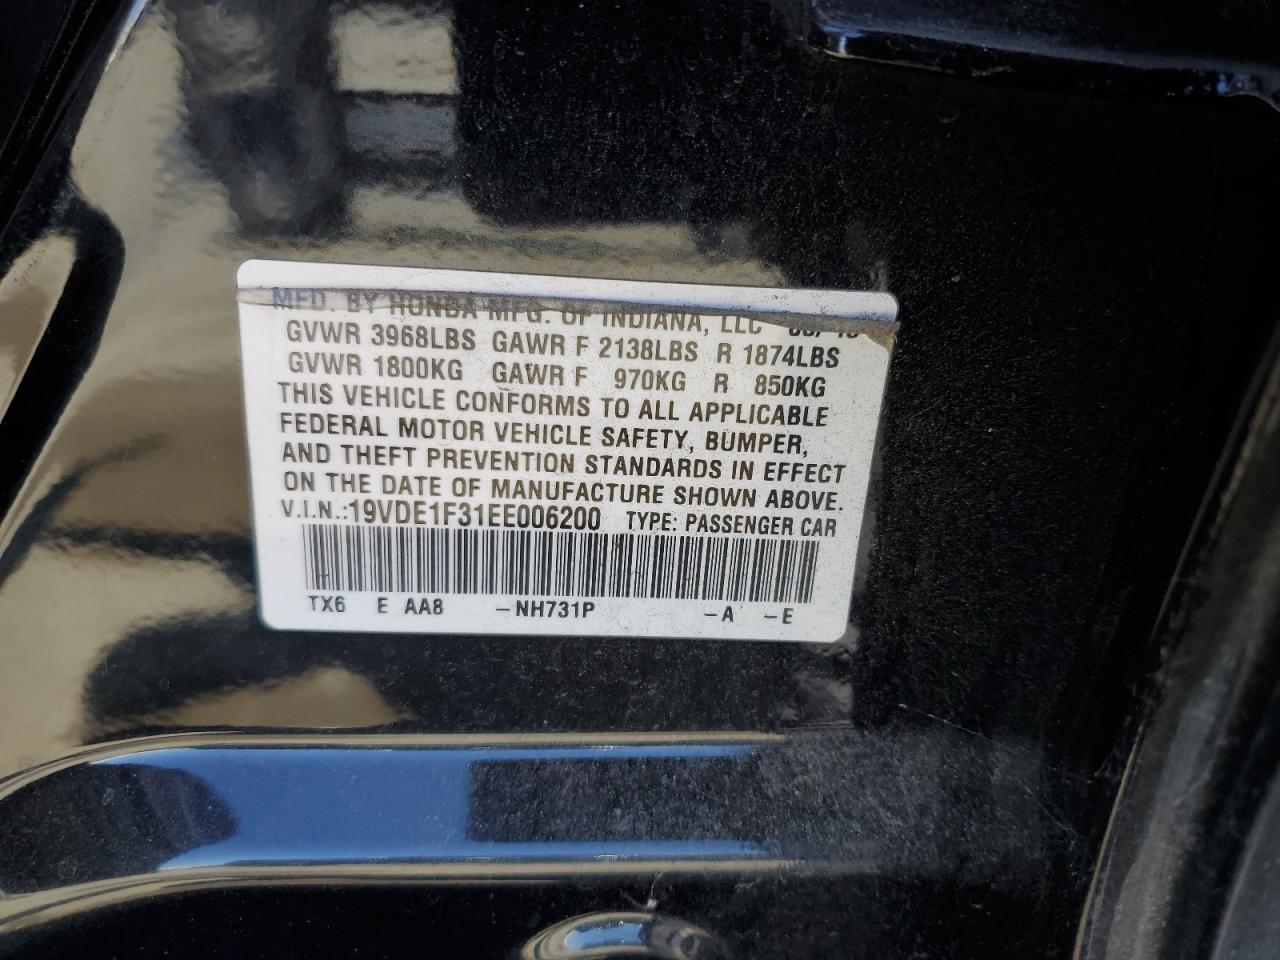 MFD. BY HONDA MFG. OF INDIANA, LLC
GVWR 3968LBS GAWR F 2138LBS R 1874LBS
GVWR 1800KG GAWR F 970KG R 850KG
THIS VEHICLE CONFORMS TO ALL APPLICABLE
FEDERAL MOTOR VEHICLE SAFETY, BUMPER,
AND THEFT PREVENTION STANDARDS IN EFFECT
ON THE DATE OF MANUFACTURE SHOWN ABOVE.
V.I.N.:19VDE1F31EE006200 TYPE: PASSENGER CAR
TX6 E AA8 -NH731P -A -E